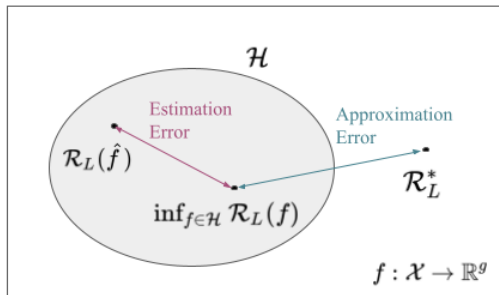 𝓗
Estimation
Error
Approximation
Error
𝓡_L(f̂)
𝓡*_L
inf_{f∈𝓗} 𝓡_L(f)
f : 𝓧 → ℝ^g